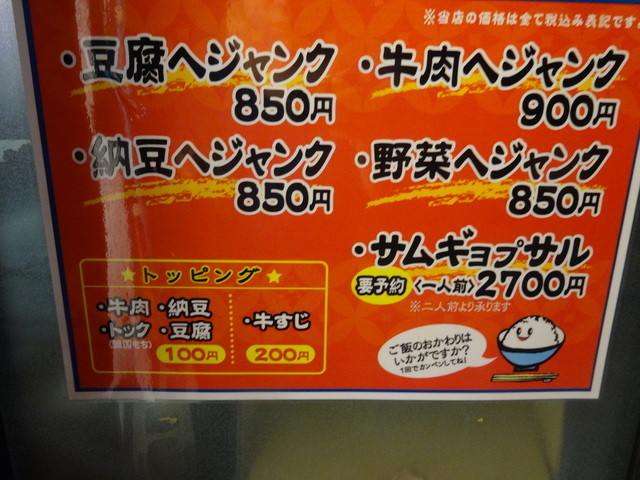 ※当店の価格は全て税込み表記です。
・豆腐ヘジャンク
850円
・牛肉ヘジャンク
900円
・納豆ヘジャンク
850円
・野菜ヘジャンク
850円
・サムギョプサル
要予約 〈一人前〉2700円
※二人前より承ります
★トッピング★
・牛肉 ・納豆
・トック ・豆腐
(韓国もち) 100円
・牛すじ
200円
ご飯のおかわりは
いかがですか?
1回でカンベンしてね!